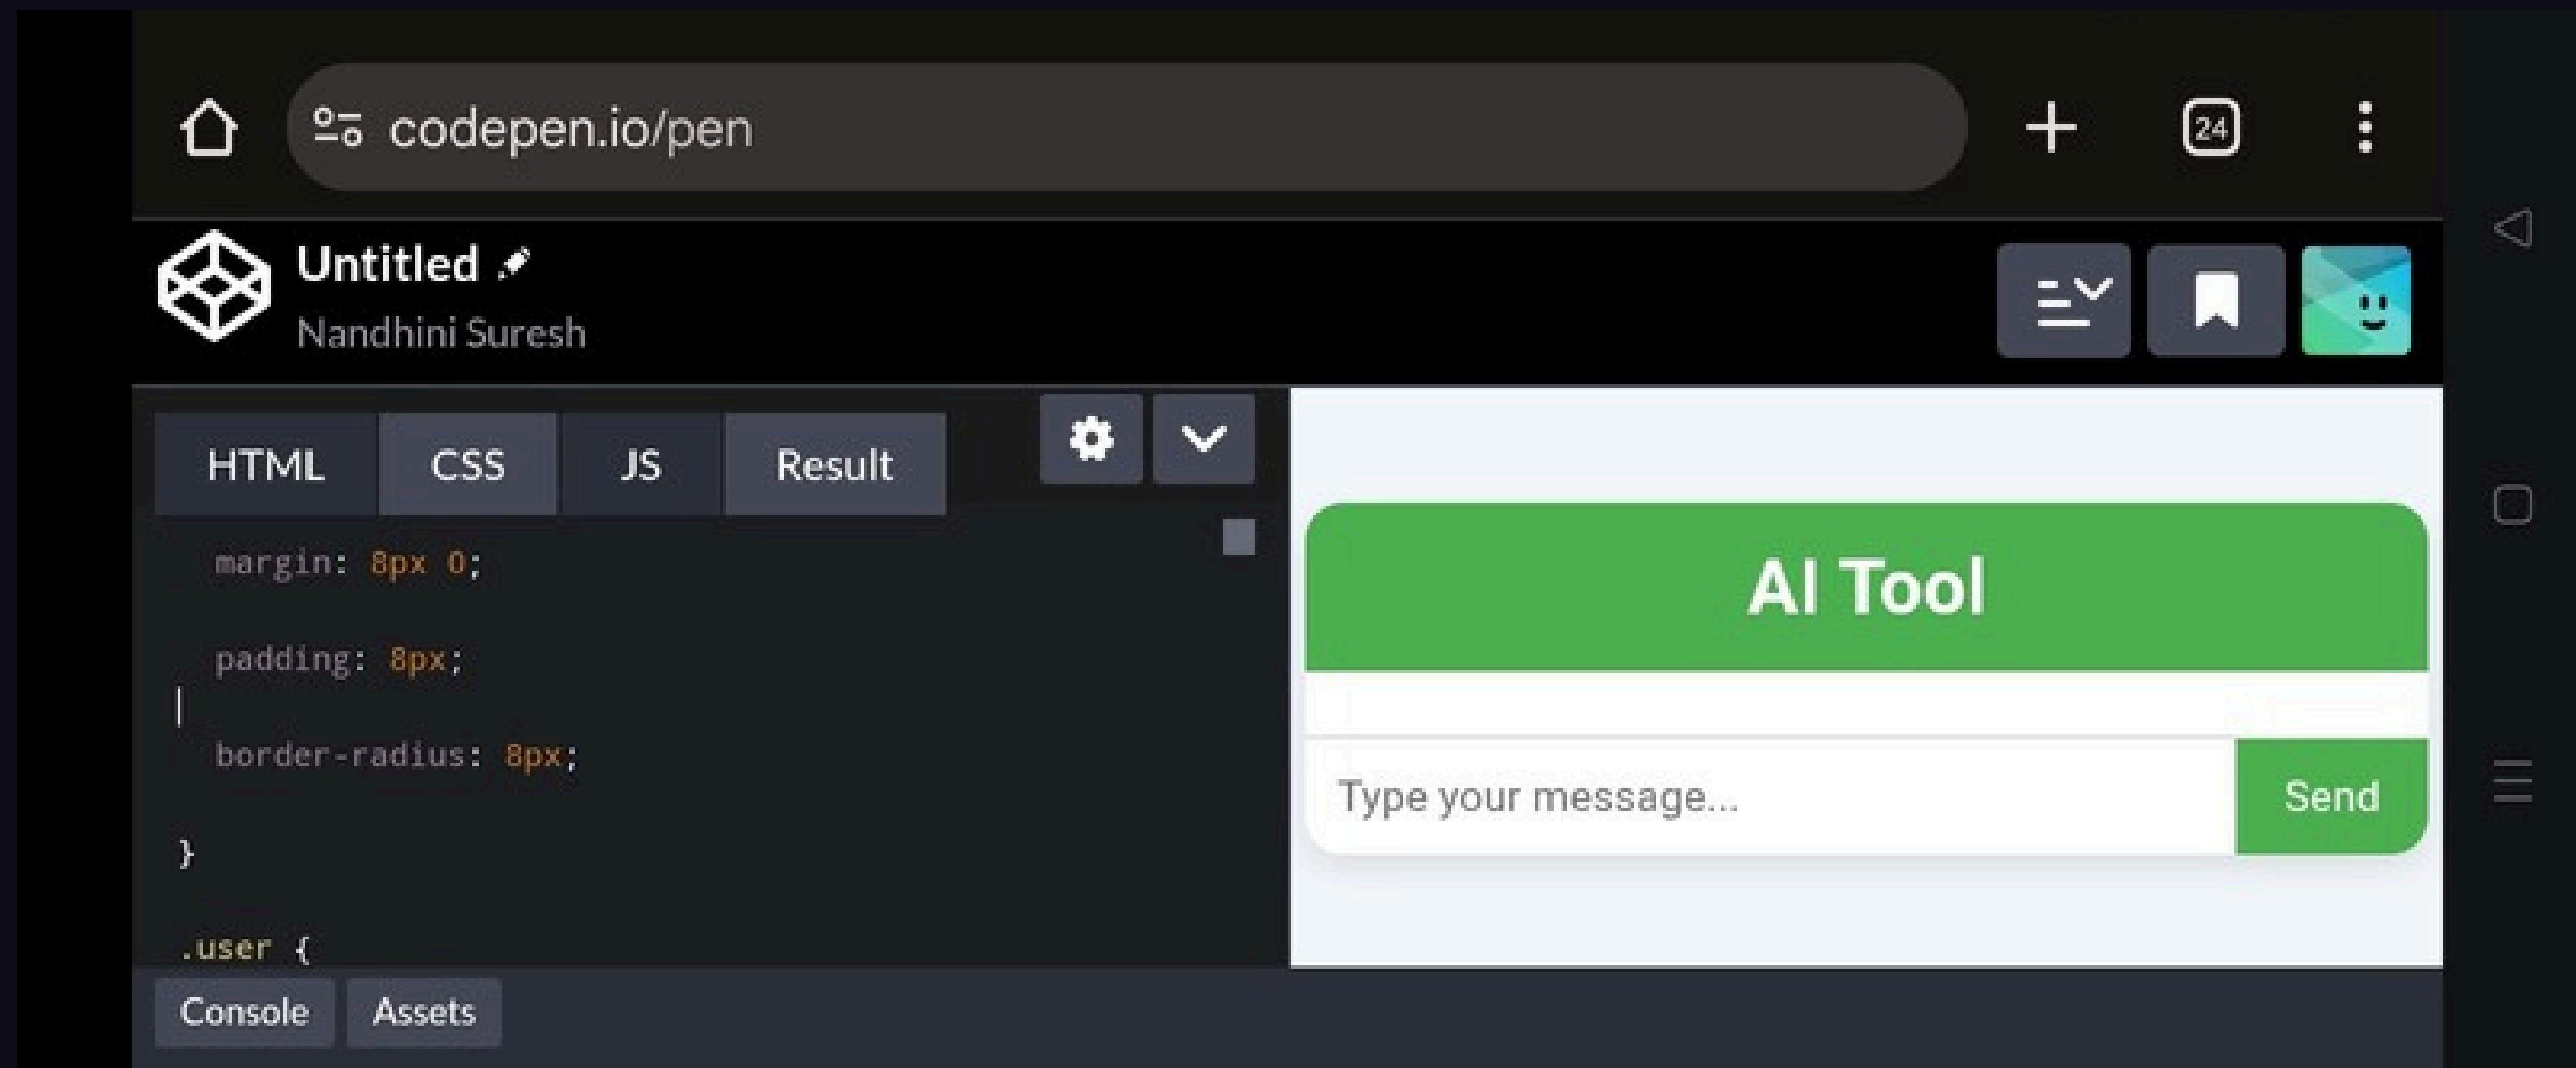 codepen.io/pen
24
Untitled
Nandhini Suresh
HTML CSS JS Result
margin: 8px 0;
padding: 8px;
border-radius: 8px;
}
.user {
Console Assets
AI Tool
Type your message...
Send